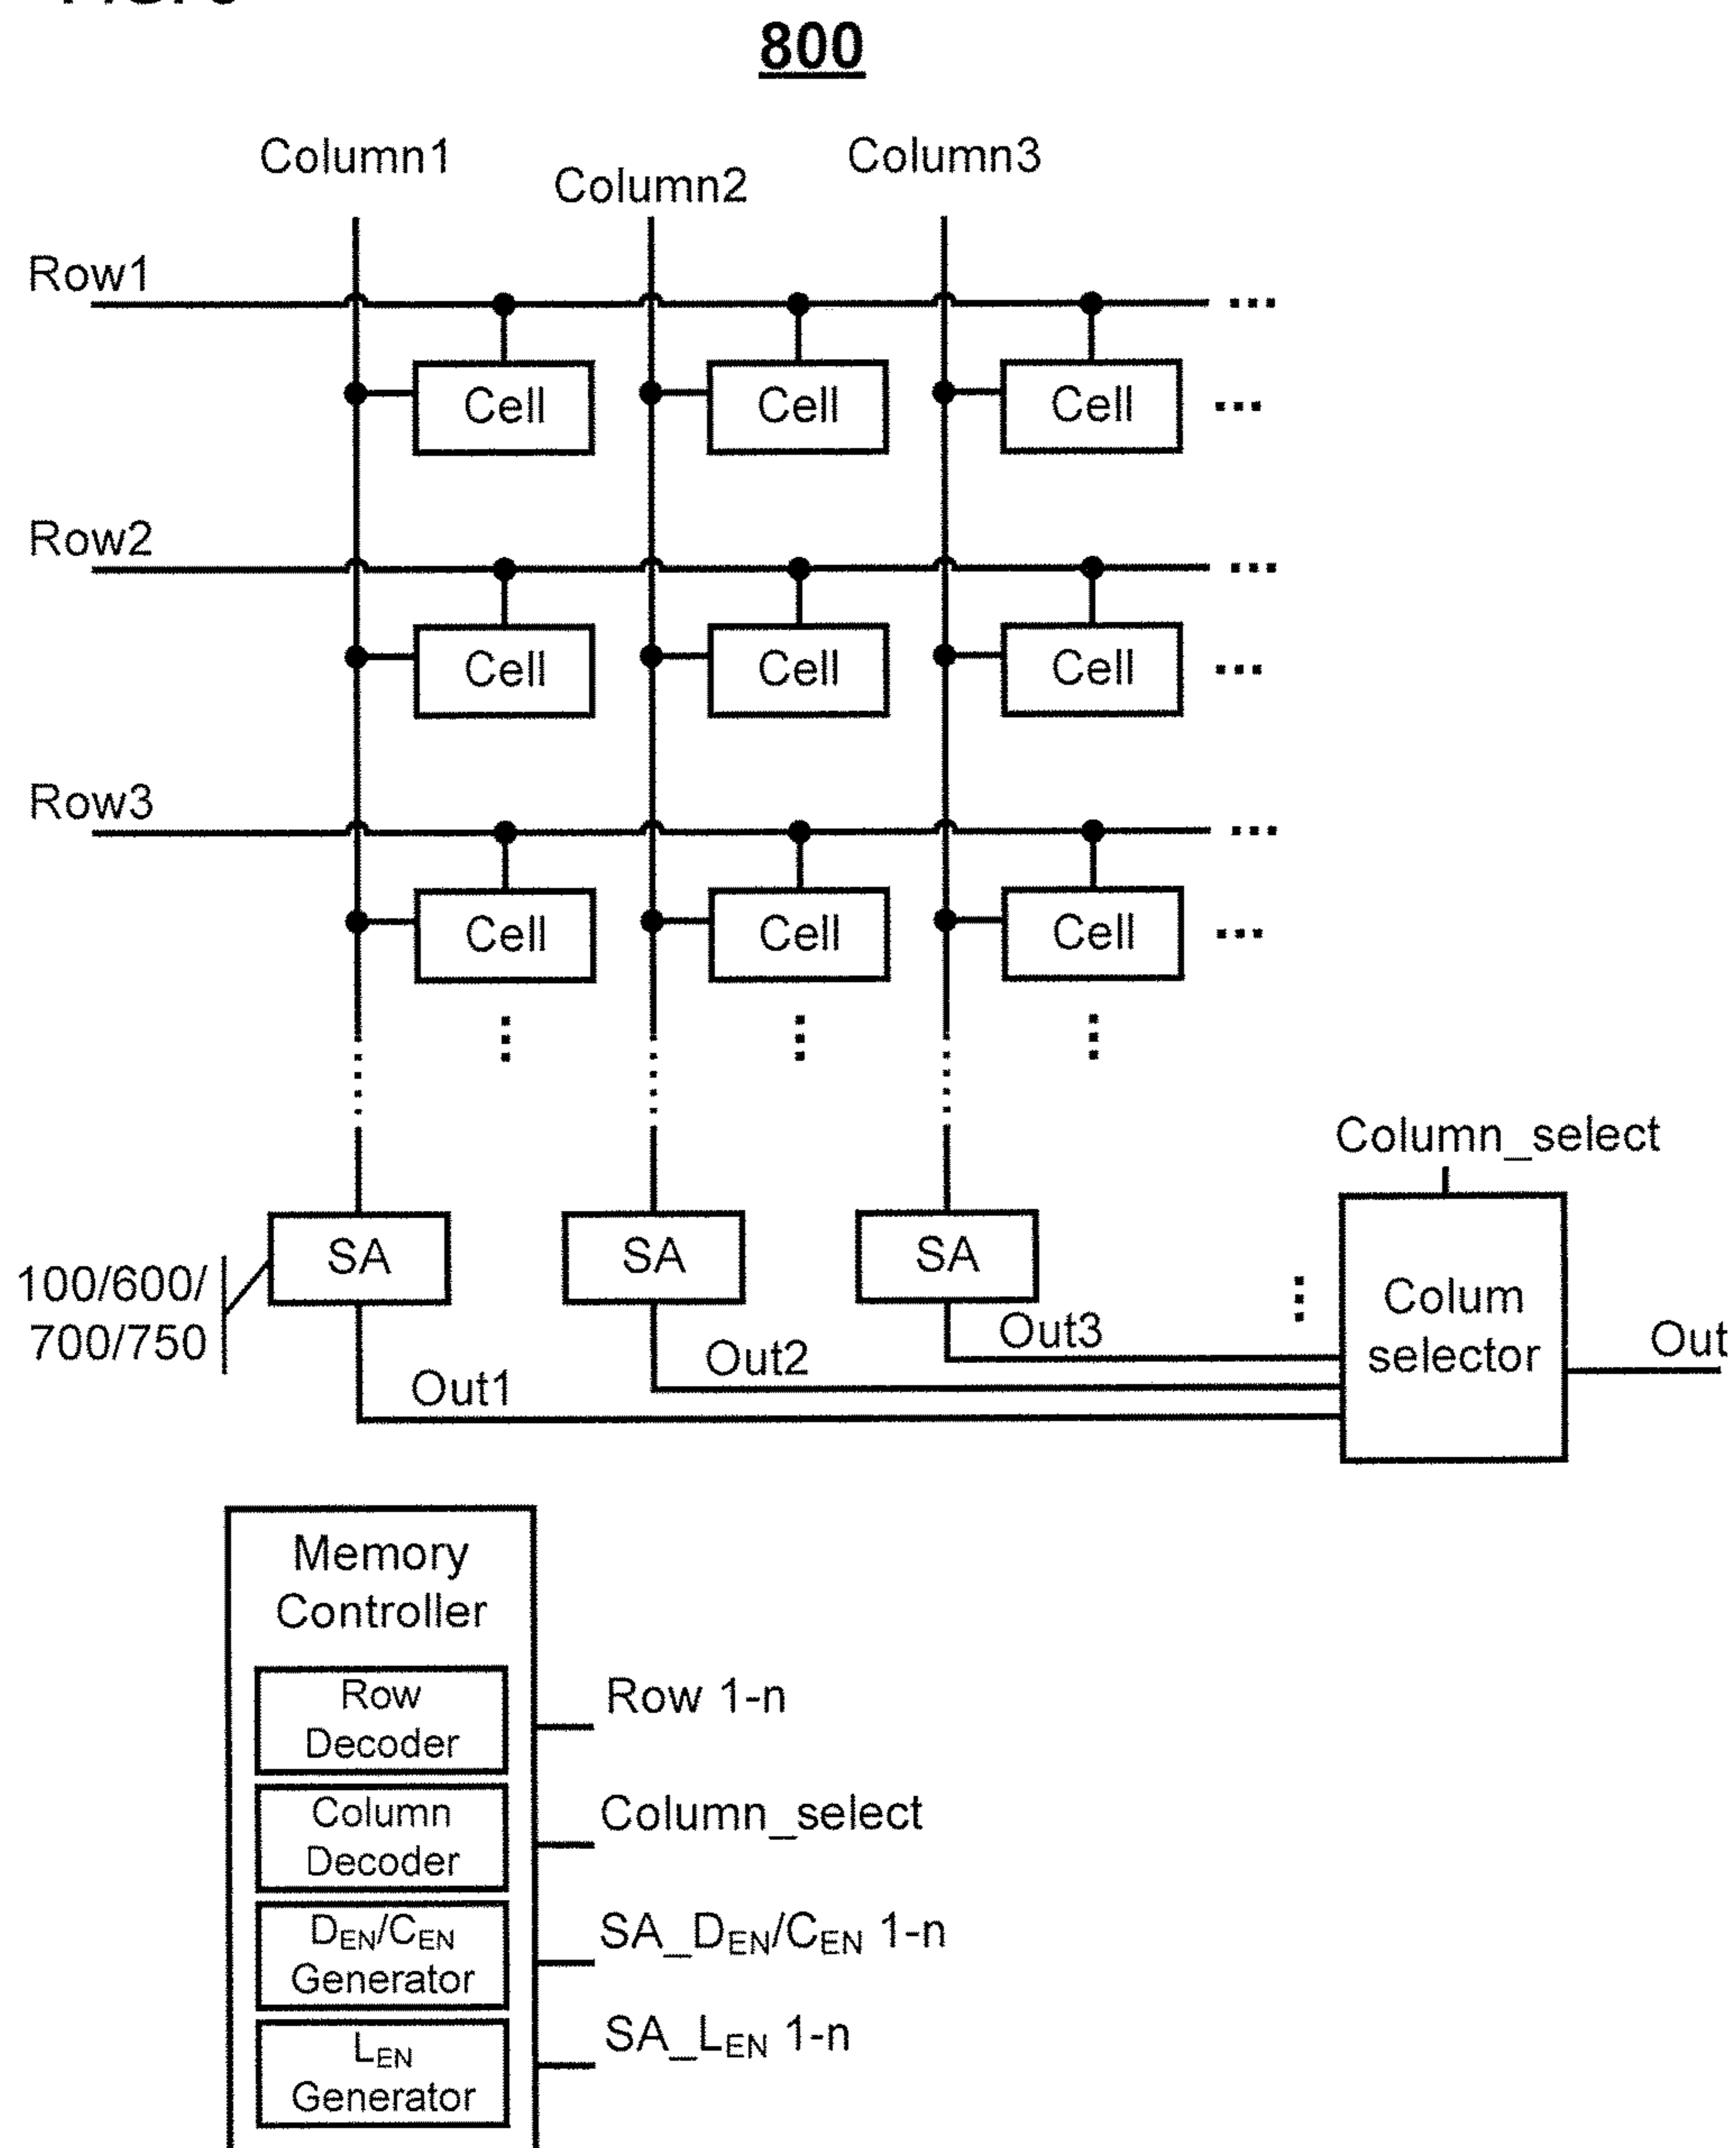 800
Column1
Column2
Column3
Row1
Cell
Cell
Cell
...
...
Row2
Cell
Cell
Cell
...
...
Row3
Cell
Cell
Cell
...
...
Column_select
SA
SA
SA
100/600/
700/750
Out1
Out2
Out3
Colum
selector
Out
Memory
Controller
Row
Decoder
Row 1-n
Column
Decoder
Column_select
DEN/CEN
Generator
SA_DEN/CEN 1-n
LEN
Generator
SA_LEN 1-n